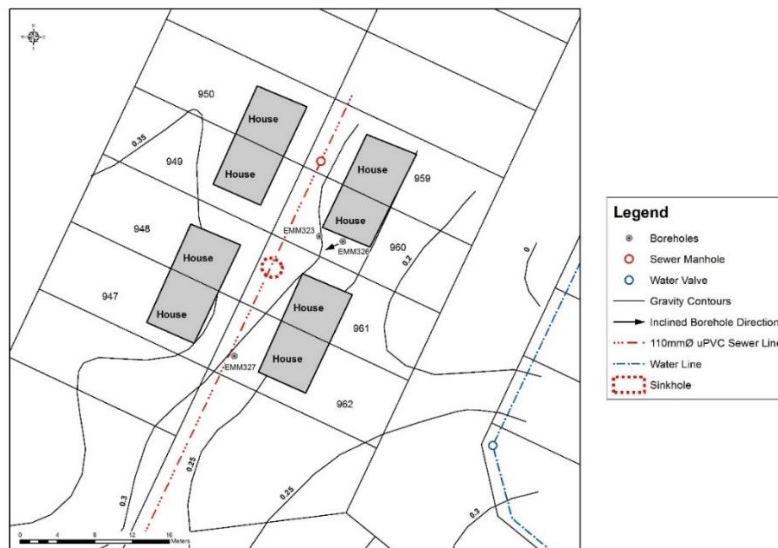 N
950
House
0.35
House
949
House
959
EMM323
948
House
House
EMM326
960
0.2
0
House
947
House
House
961
EMM327
House
962
0.25
0.25
0.3
0.3
0 2 4 8 12 16
Meters
Legend
Boreholes
Sewer Manhole
Water Valve
Gravity Contours
Inclined Borehole Direction
110mmØ uPVC Sewer Line
Water Line
Sinkhole